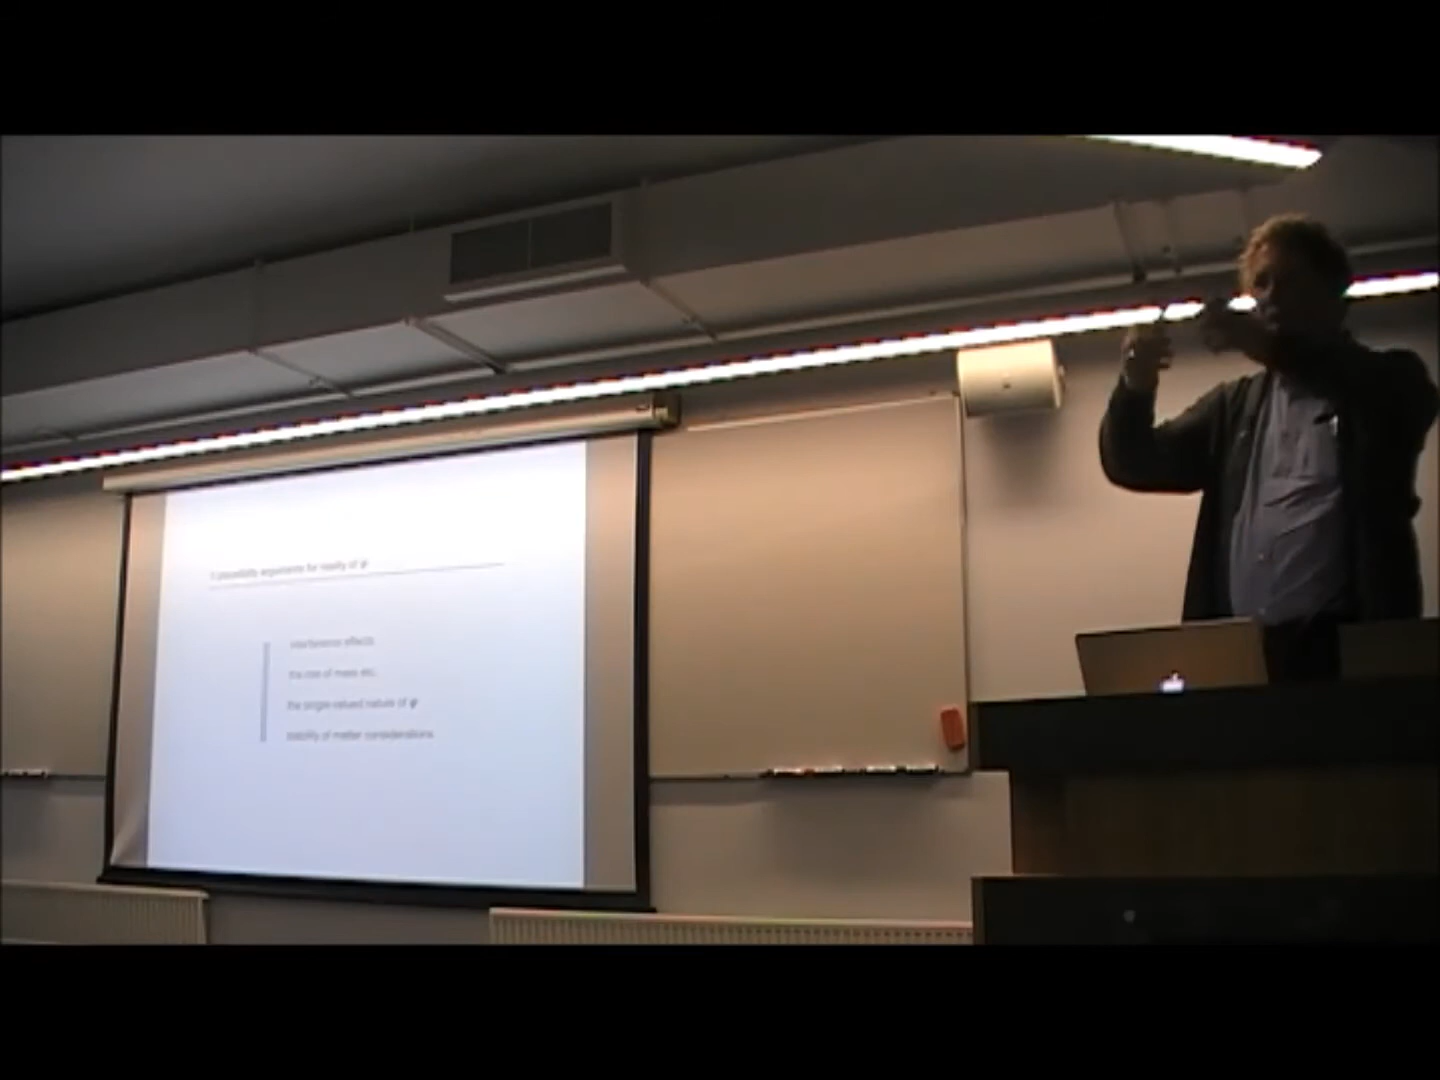 plausibility arguments for reality of ψ
interference effects
the role of mass etc.
the single-valued nature of ψ
stability of matter considerations